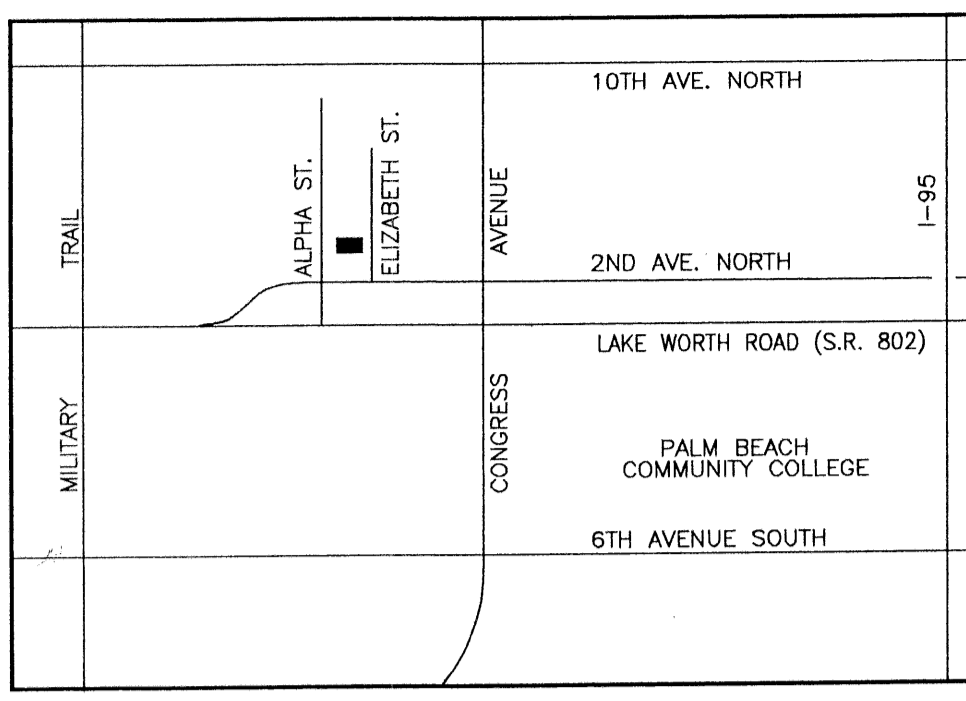 10TH AVE. NORTH
ALPHA ST.
ELIZABETH ST.
TRAIL
AVENUE
I-95
2ND AVE. NORTH
LAKE WORTH ROAD (S.R. 802)
MILITARY
CONGRESS
PALM BEACH
COMMUNITY COLLEGE
6TH AVENUE SOUTH